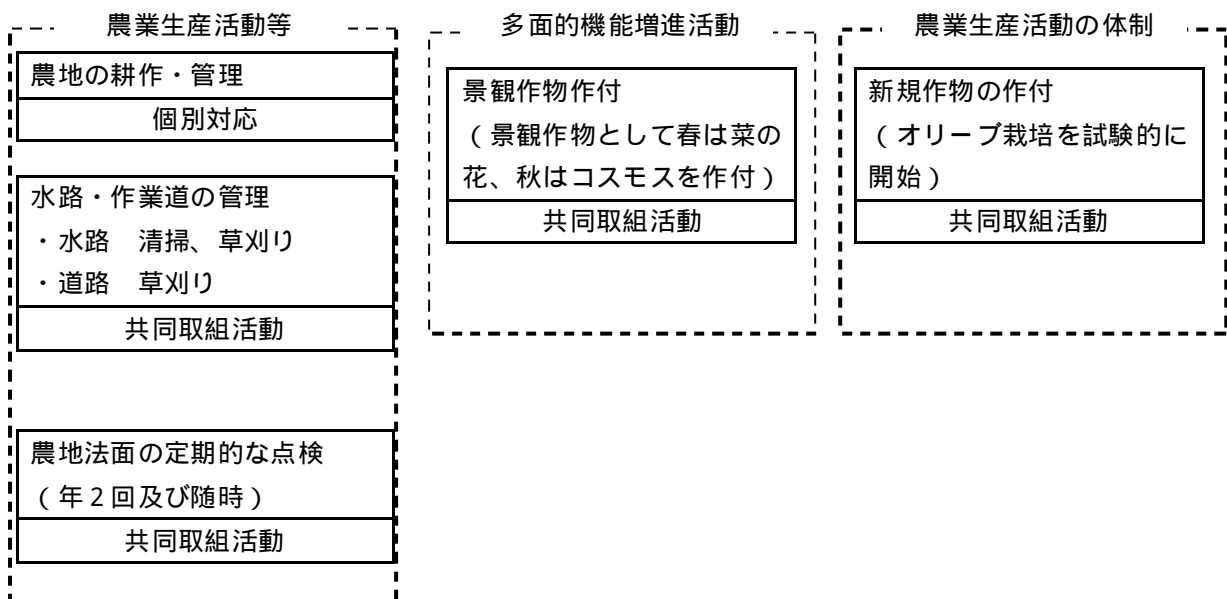 農業生産活動等
農地の耕作・管理
個別対応
水路・作業道の管理
・水路　清掃、草刈り
・道路　草刈り
共同取組活動
農地法面の定期的な点検
（年２回及び随時）
共同取組活動
多面的機能増進活動
景観作物作付
（景観作物として春は菜の
花、秋はコスモスを作付）
共同取組活動
農業生産活動の体制
新規作物の作付
（オリーブ栽培を試験的に
開始）
共同取組活動